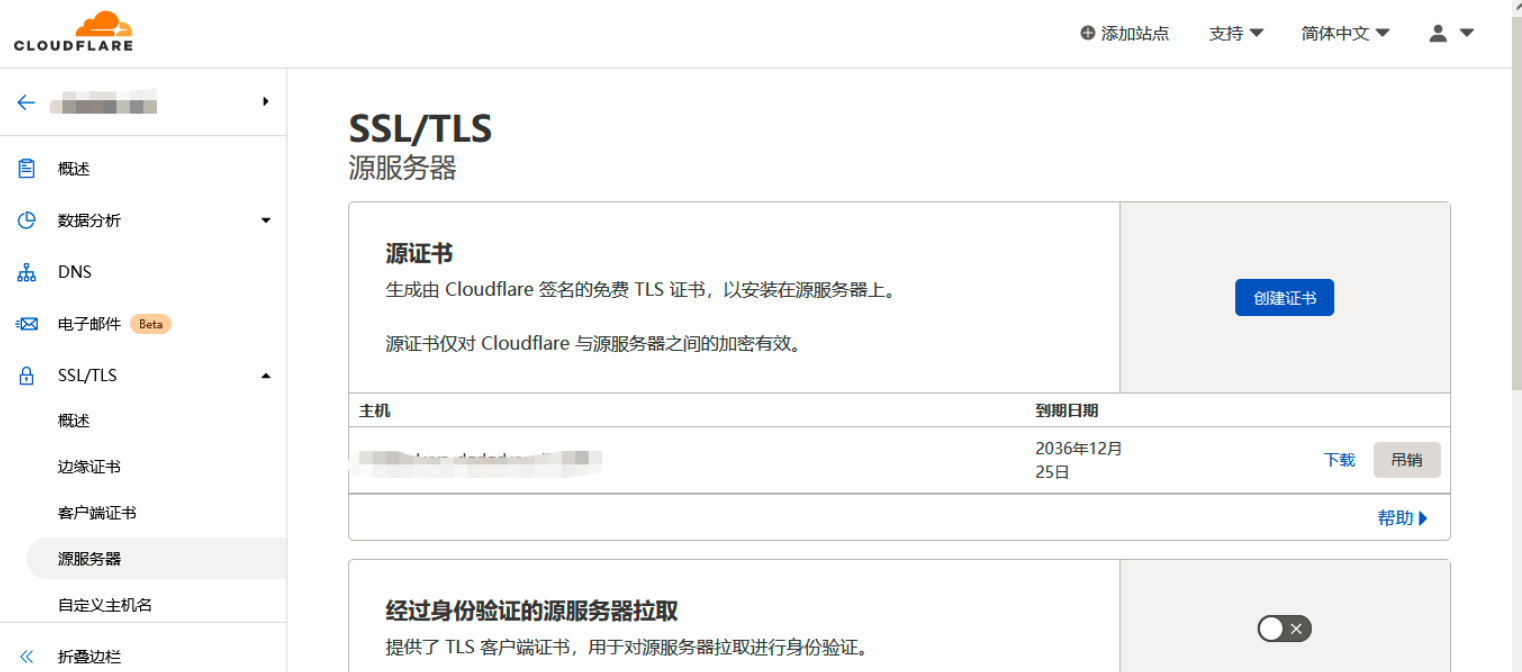 CLOUDFLARE
添加站点
支持
简体中文
概述
数据分析
DNS
电子邮件 Beta
SSL/TLS
概述
边缘证书
客户端证书
源服务器
自定义主机名
折叠边栏
SSL/TLS
源服务器
源证书
生成由 Cloudflare 签名的免费 TLS 证书，以安装在源服务器上。
源证书仅对 Cloudflare 与源服务器之间的加密有效。
创建证书
主机
到期日期
2036年12月
25日
下载
吊销
帮助
经过身份验证的源服务器拉取
提供了 TLS 客户端证书，用于对源服务器拉取进行身份验证。